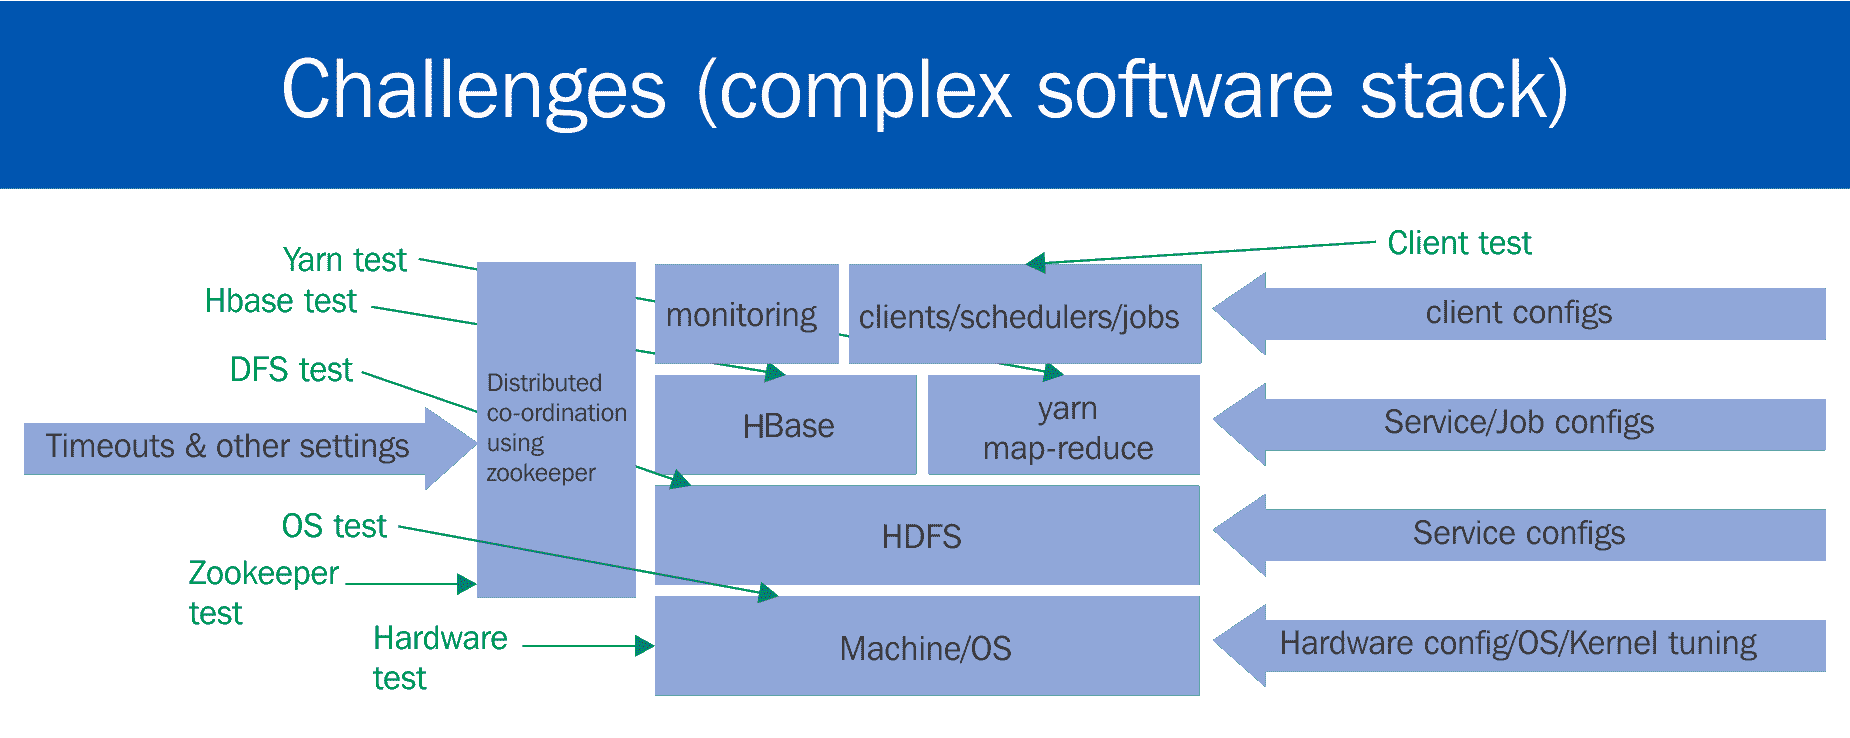 Challenges (complex software stack)
Yarn test
Client test
Hbase test
monitoring
clients/schedulers/jobs
client configs
DFS test
Distributed
co-ordination
using
zookeeper
HBase
yarn
map-reduce
Service/Job configs
Timeouts & other settings
OS test
HDFS
Service configs
Zookeeper
test
Hardware
test
Machine/OS
Hardware config/OS/Kernel tuning